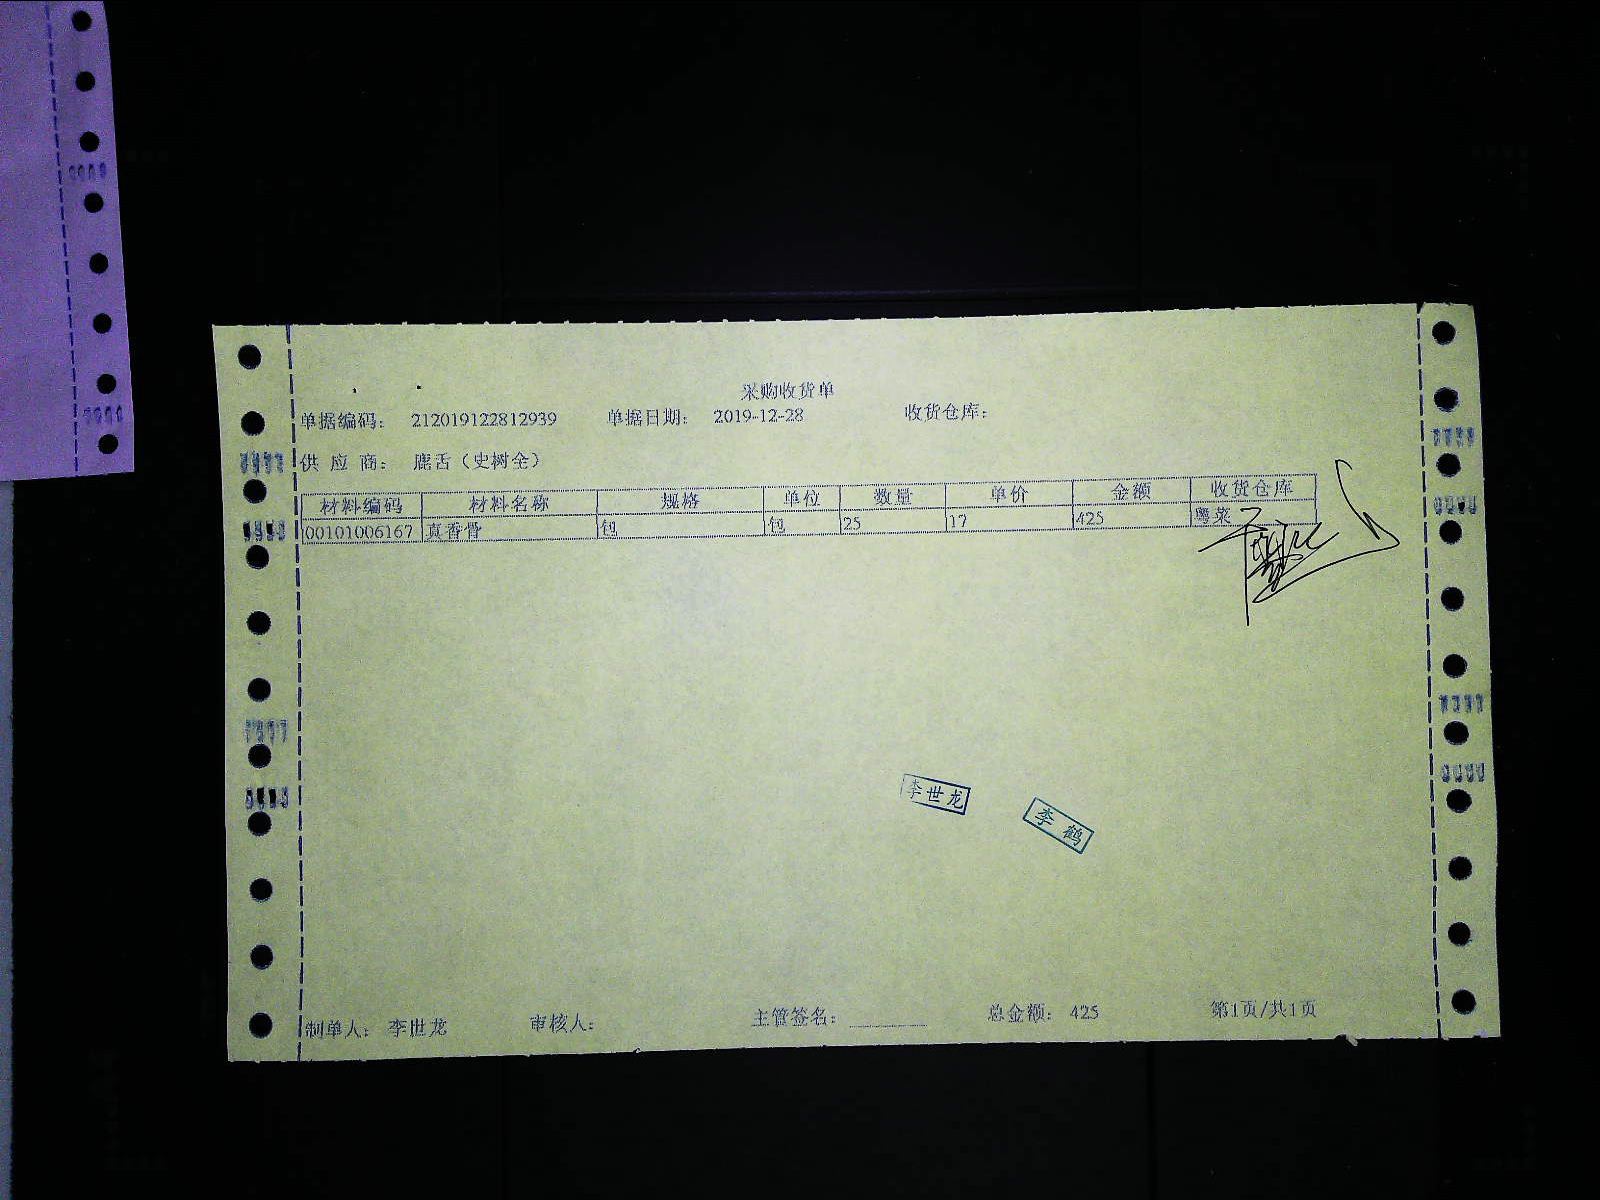 采购收货单
单据编码： 212019122812939 单据日期： 2019-12-28 收货仓库：
供 应 商： 鹿舌（史树全）
材料编码 材料名称 规格 单位 数量 单价 金额 收货仓库
00101006167 真香骨 包 包 25 17 425 粤菜
李世龙
李鹤
制单人： 李世龙 审核人： 主管签名： 总金额： 425 第1页/共1页